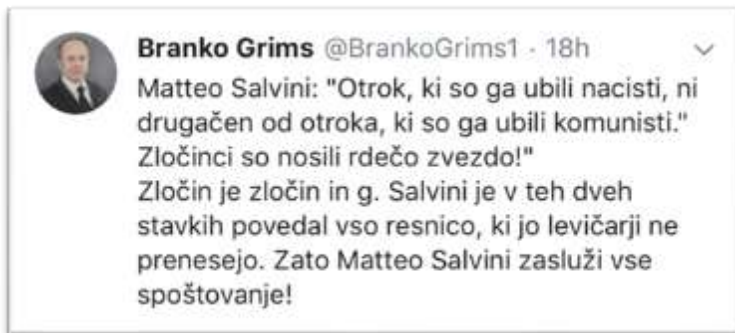 Branko Grims @BrankoGrims1 · 18h
Matteo Salvini: "Otrok, ki so ga ubili nacisti, ni
drugačen od otroka, ki so ga ubili komunisti."
Zločinci so nosili rdečo zvezdo!"
Zločin je zločin in g. Salvini je v teh dveh
stavkih povedal vso resnico, ki jo levičarji ne
prenesejo. Zato Matteo Salvini zasluži vse
spoštovanje!